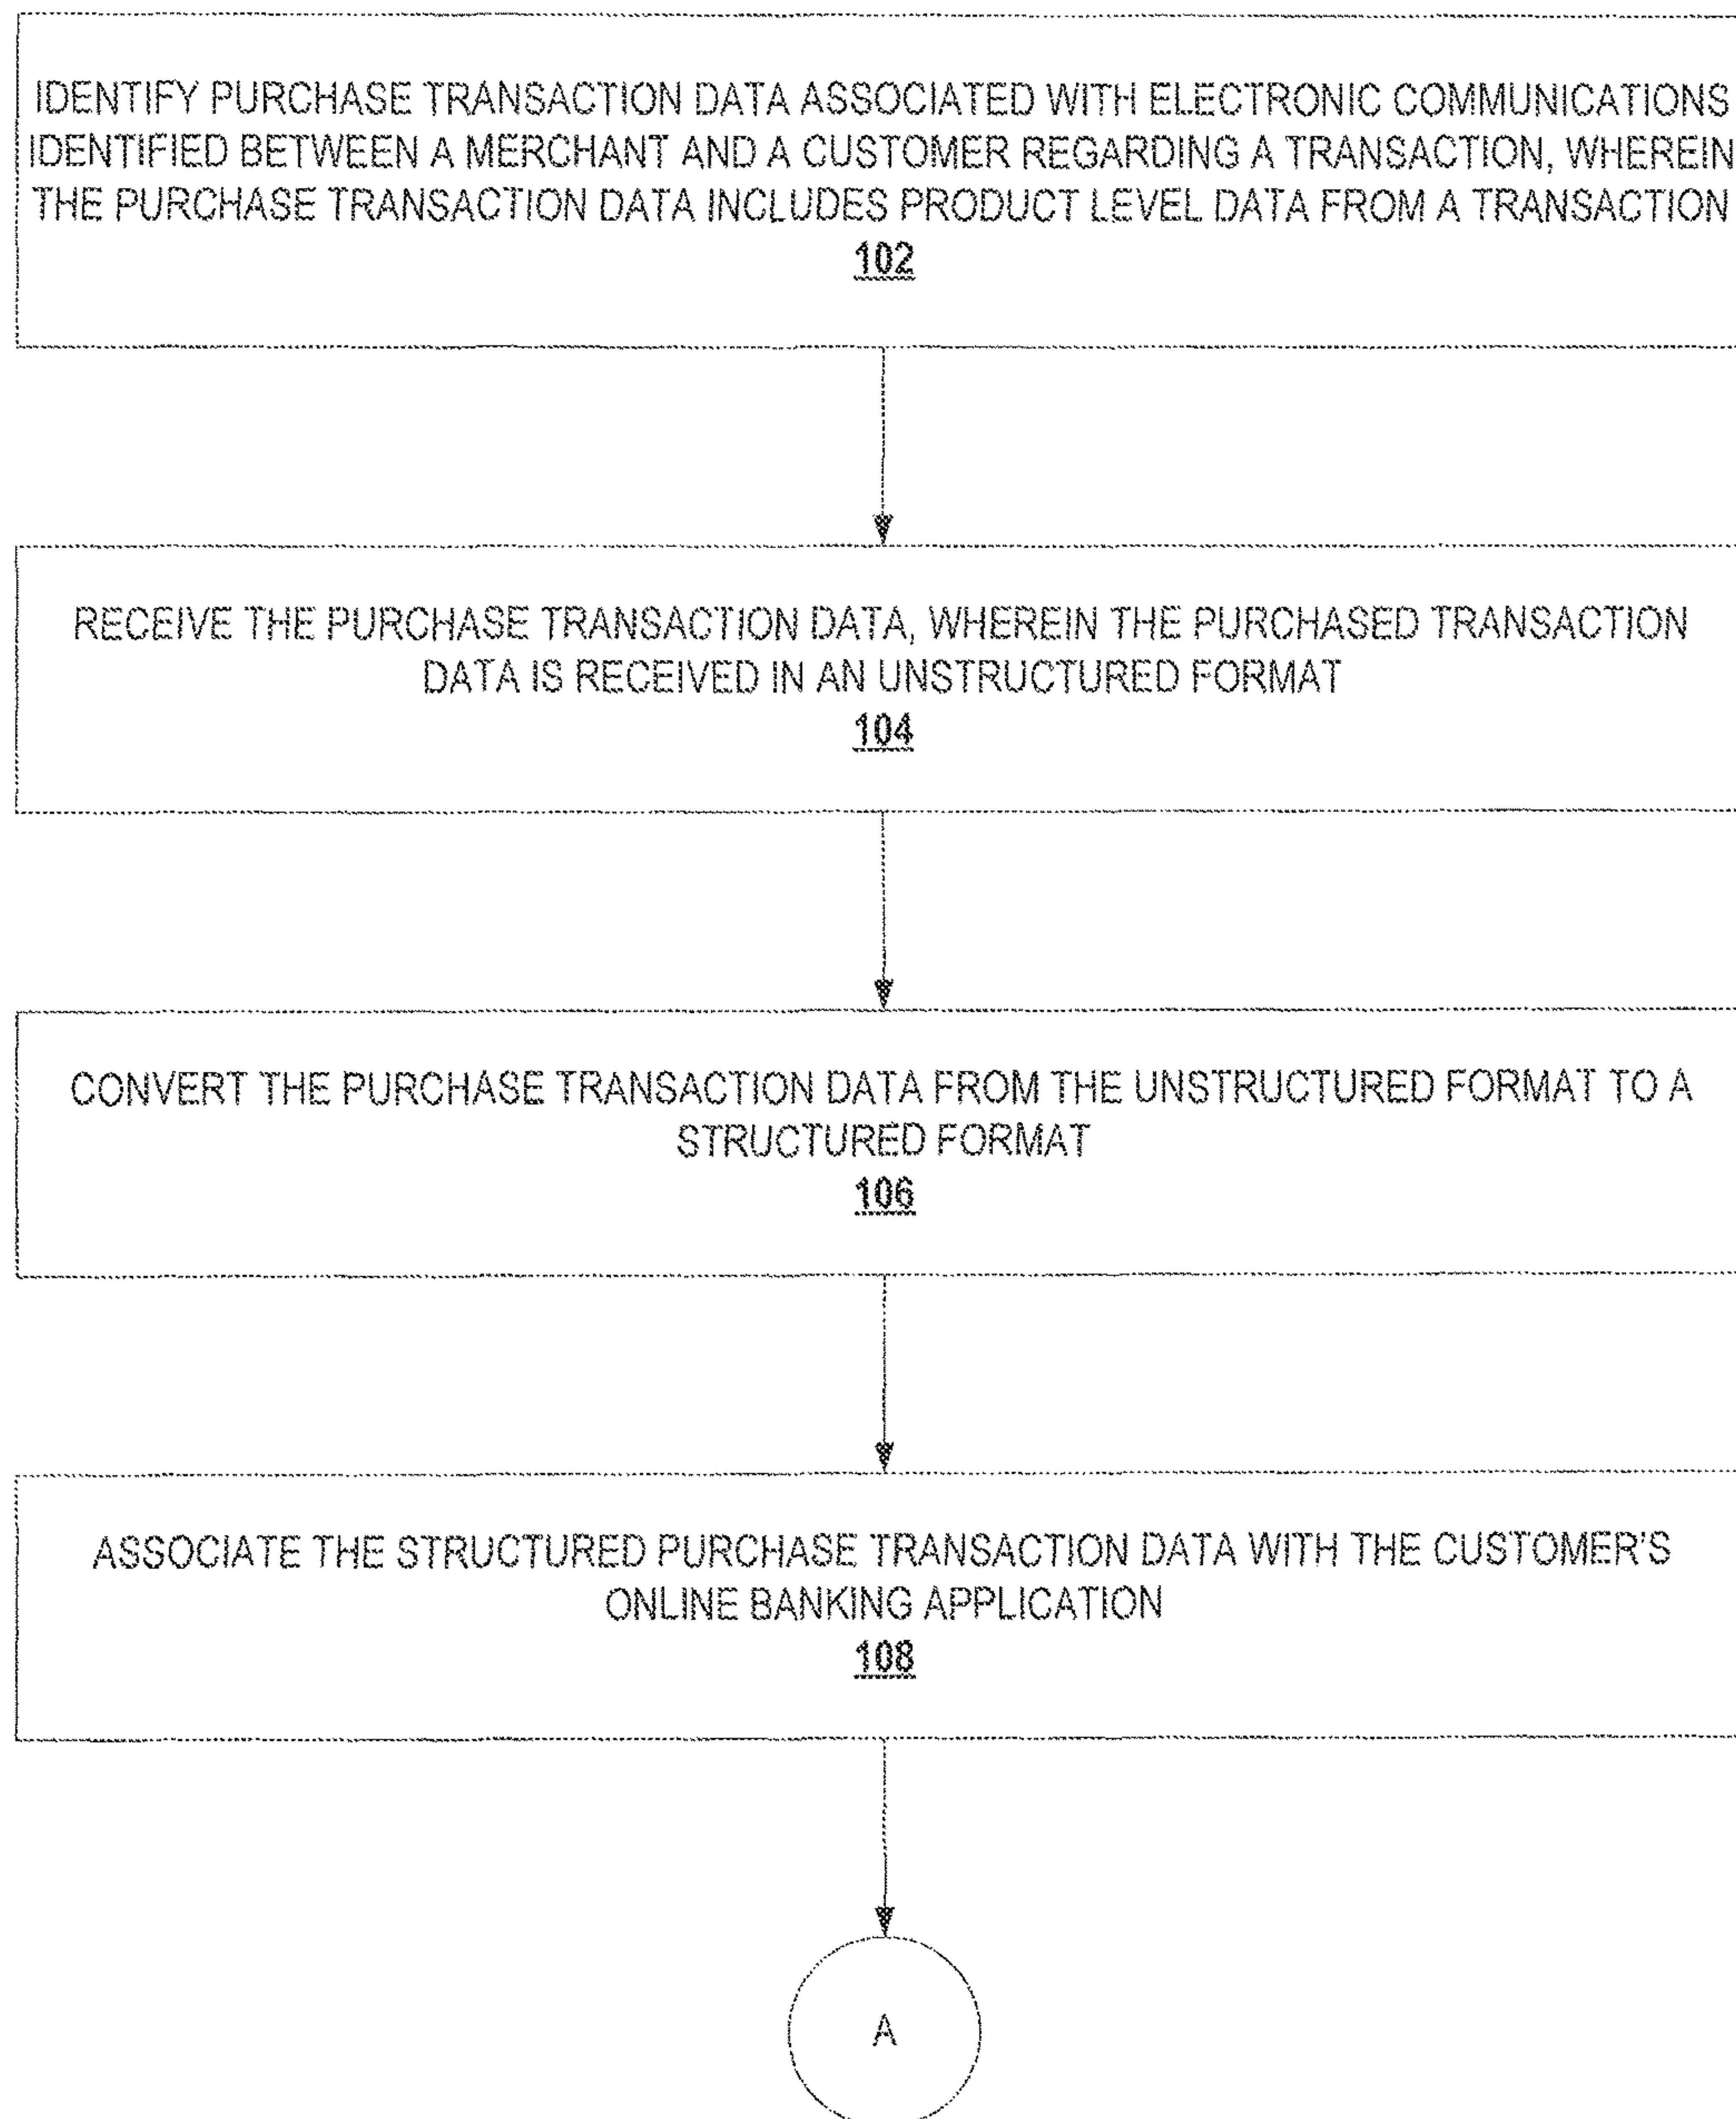 IDENTIFY PURCHASE TRANSACTION DATA ASSOCIATED WITH ELECTRONIC COMMUNICATIONS
IDENTIFIED BETWEEN A MERCHANT AND A CUSTOMER REGARDING A TRANSACTION, WHEREIN
THE PURCHASE TRANSACTION DATA INCLUDES PRODUCT LEVEL DATA FROM A TRANSACTION
102
RECEIVE THE PURCHASE TRANSACTION DATA, WHEREIN THE PURCHASED TRANSACTION
DATA IS RECEIVED IN AN UNSTRUCTURED FORMAT
104
CONVERT THE PURCHASE TRANSACTION DATA FROM THE UNSTRUCTURED FORMAT TO A
STRUCTURED FORMAT
106
ASSOCIATE THE STRUCTURED PURCHASE TRANSACTION DATA WITH THE CUSTOMER'S
ONLINE BANKING APPLICATION
108
A